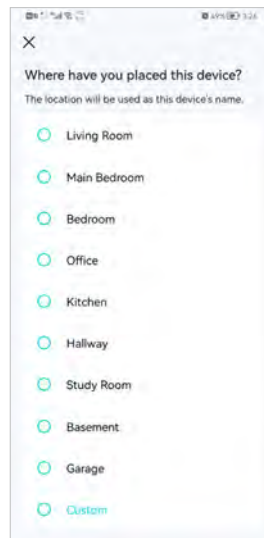 Where have you placed this device?
The location will be used as this device's name.
Living Room
Main Bedroom
Bedroom
Office
Kitchen
Hallway
Study Room
Basement
Garage
Custom